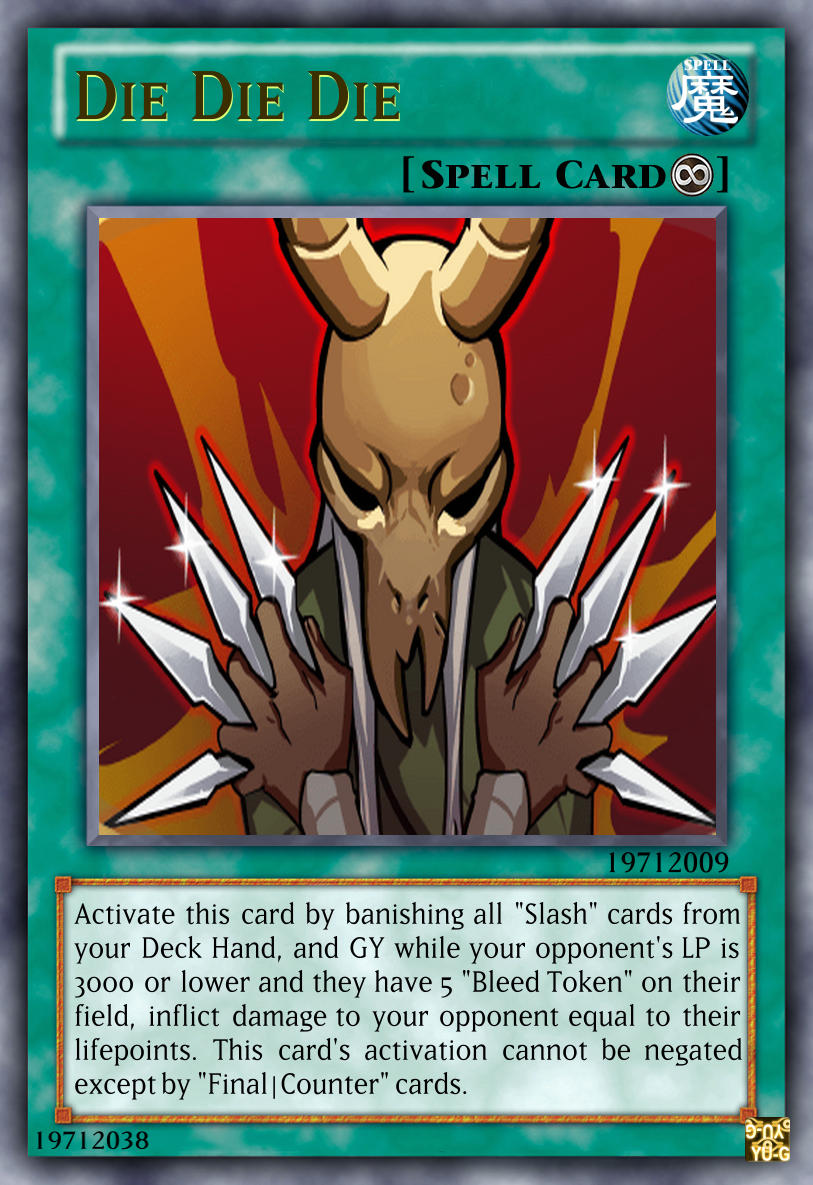 Die Die Die
SPELL
魔
[Spell Card♾]
19712009
Activate this card by banishing all "Slash" cards from
your Deck Hand, and GY while your opponent's LP is
3000 or lower and they have 5 "Bleed Token" on their
field, inflict damage to your opponent equal to their
lifepoints. This card's activation cannot be negated
except by "Final|Counter" cards.
19712038
YU-G